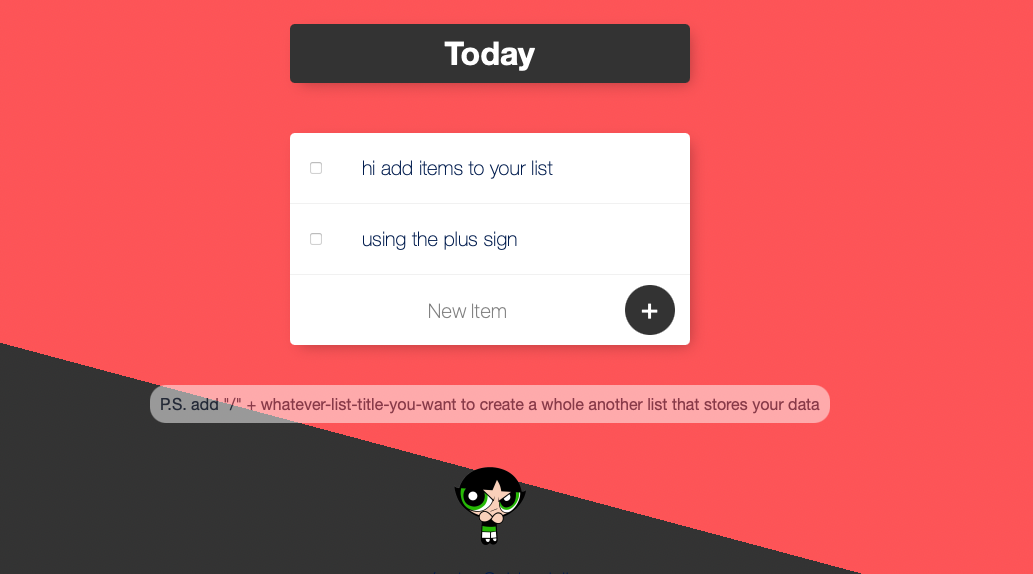 Today
hi add items to your list
using the plus sign
New Item
+
P.S. add "/" + whatever-list-title-you-want to create a whole another list that stores your data